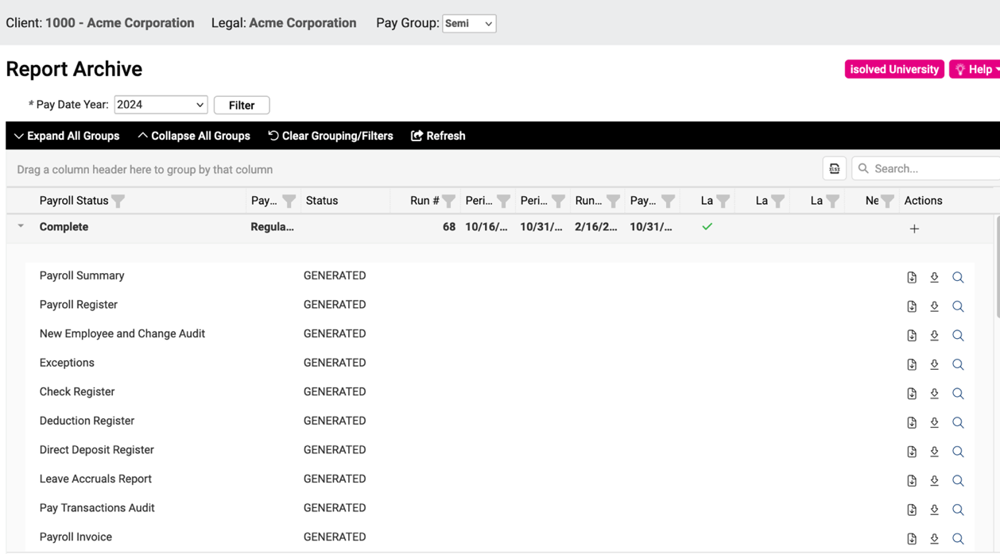 Client: 1000 - Acme Corporation Legal: Acme Corporation Pay Group: Semi
Report Archive
isolved University Help
* Pay Date Year: 2024 Filter
Expand All Groups Collapse All Groups Clear Grouping/Filters Refresh
Drag a column header here to group by that column
XLSX Search...
Payroll Status Pay... Status Run # Peri... Peri... Run... Pay... La La La Ne Actions
Complete Regula... 68 10/16/... 10/31/... 2/16/2... 10/31/...
Payroll Summary GENERATED
Payroll Register GENERATED
New Employee and Change Audit GENERATED
Exceptions GENERATED
Check Register GENERATED
Deduction Register GENERATED
Direct Deposit Register GENERATED
Leave Accruals Report GENERATED
Pay Transactions Audit GENERATED
Payroll Invoice GENERATED